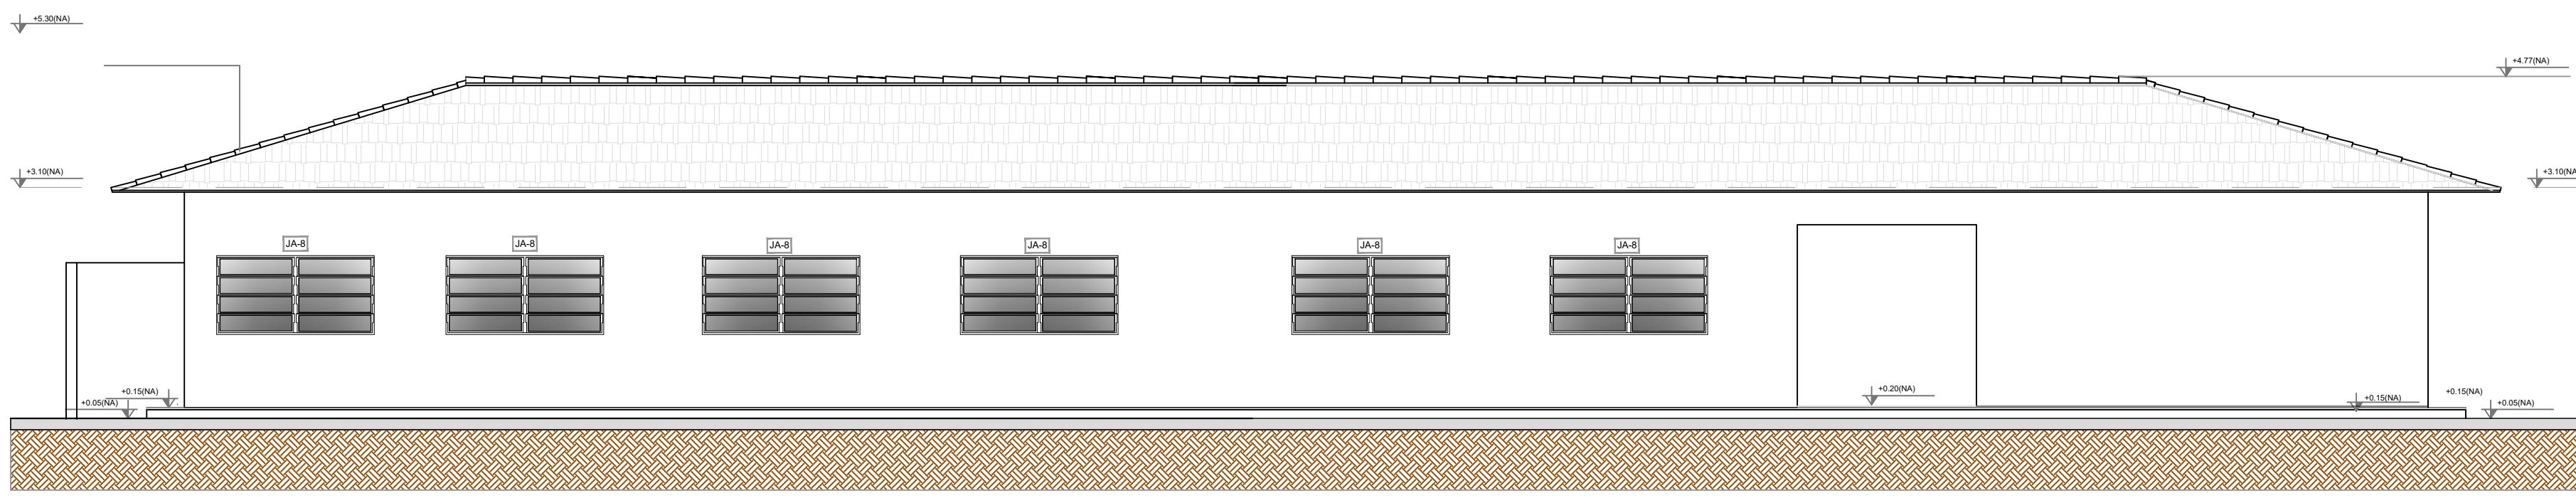 +5.30(NA)
+4.77(NA)
+3.10(NA)
+3.10(NA
JA-8
JA-8
JA-8
JA-8
JA-8
JA-8
+0.15(NA)
+0.05(NA)
+0.20(NA)
+0.15(NA)
+0.15(NA)
+0.05(NA)